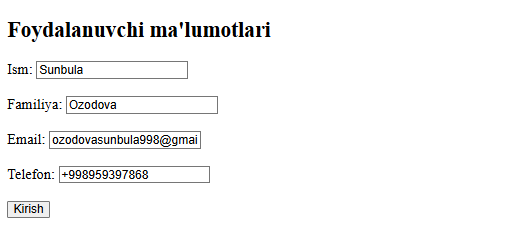 Foydalanuvchi ma'lumotlari
Ism: Sunbula
Familiya: Ozodova
Email: ozodovasunbula998@gmai
Telefon: +998959397868
Kirish